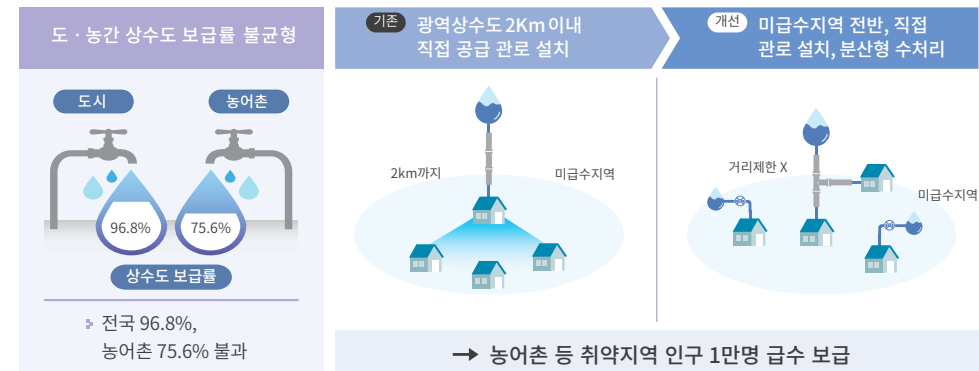 도 · 농간 상수도 보급률 불균형
도시
농어촌
96.8%
75.6%
상수도 보급률
전국 96.8%,
농어촌 75.6% 불과
기존
광역상수도 2Km 이내
직접 공급 관로 설치
2km까지
미급수지역
개선
미급수지역 전반, 직접
관로 설치, 분산형 수처리
거리제한 X
미급수지역
→ 농어촌 등 취약지역 인구 1만명 급수 보급